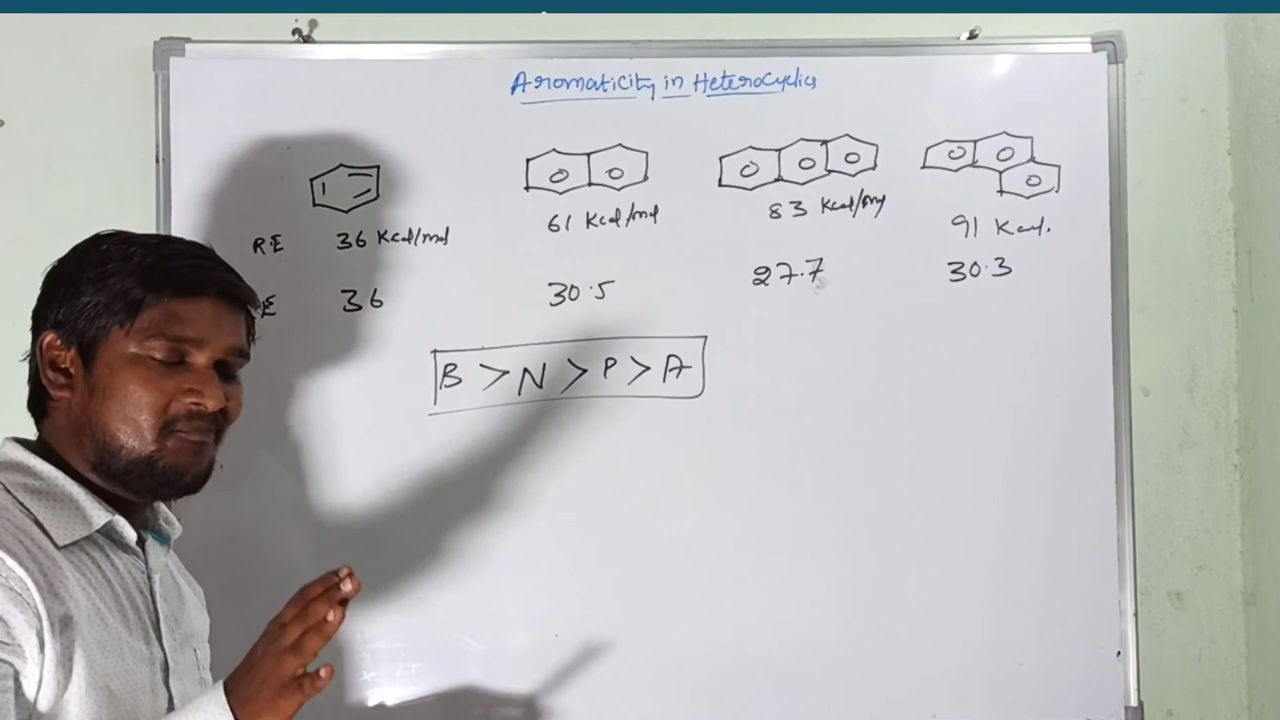 Aromaticity in Heterocyclics
R.E 36 Kcal/mol 61 Kcal/mol 83 Kcal/mol 91 Kcal.
E 36 30.5 27.7 30.3
B > N > P > A